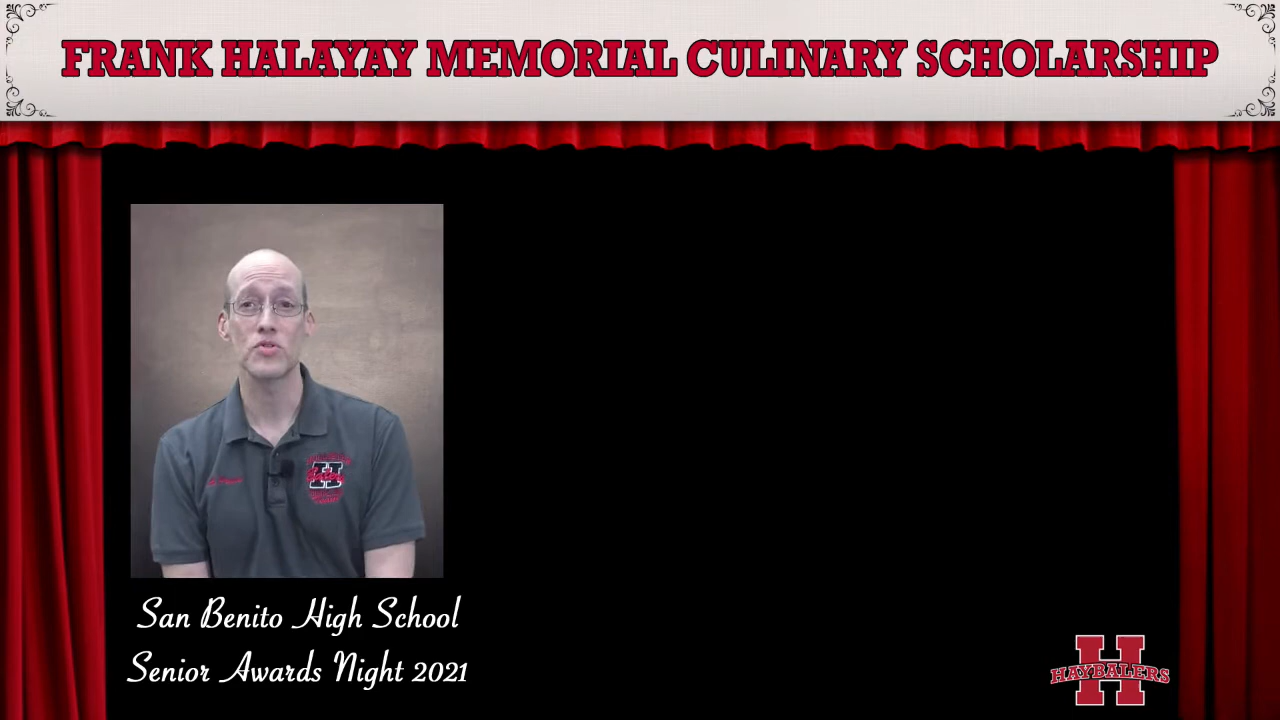 FRANK HALAYAY MEMORIAL CULINARY SCHOLARSHIP
H
San Benito High School
Senior Awards Night 2021
H
HAYBALERS